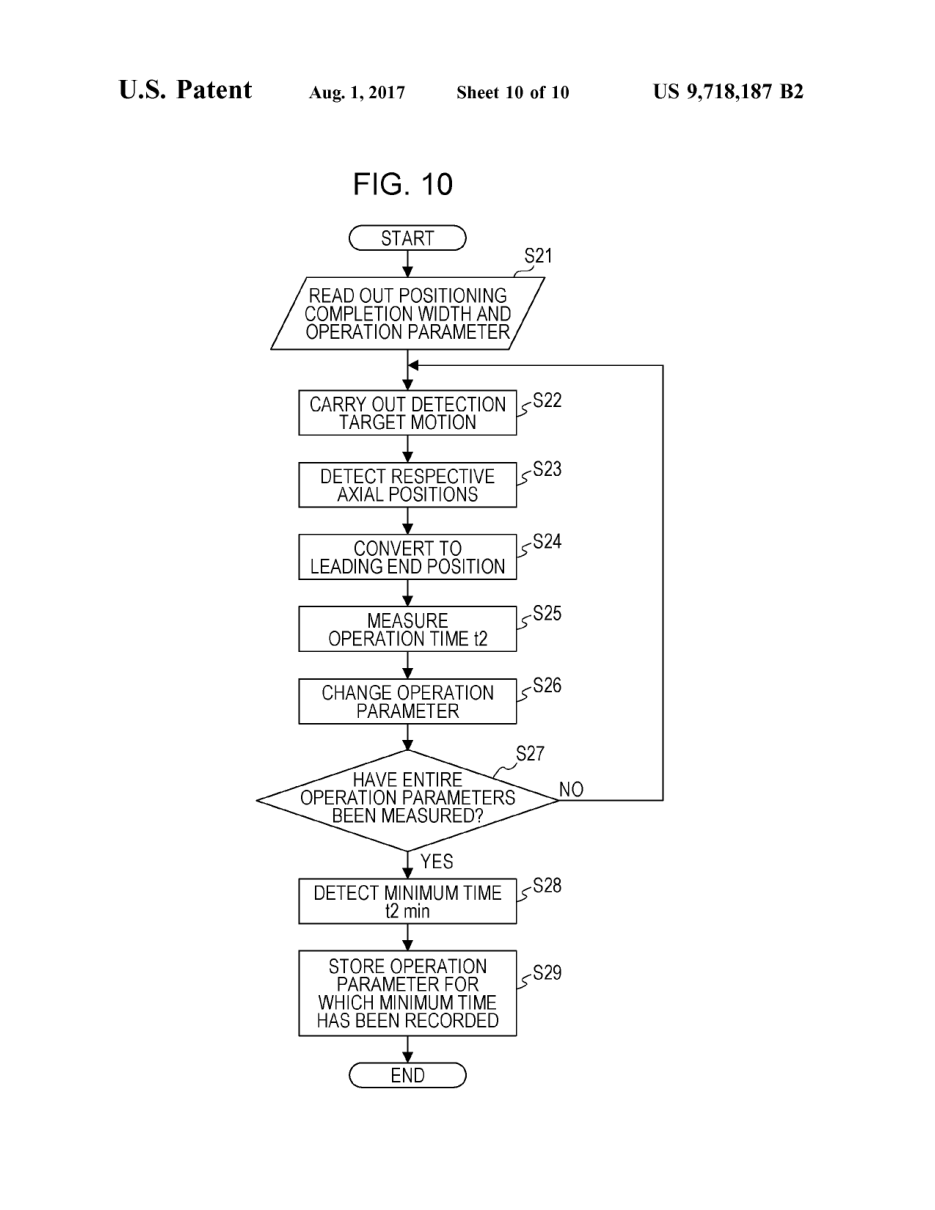 U.S. Patent Aug. 1, 2017 Sheet 10 of 10 US 9,718,187 B2
FIG. 10
START
S21
READ OUT POSITIONING
COMPLETION WIDTH AND
OPERATION PARAMETER
S22
CARRY OUT DETECTION
TARGET MOTION
S23
DETECT RESPECTIVE
AXIAL POSITIONS
S24
CONVERT TO
LEADING END POSITION
S25
MEASURE
OPERATION TIME t2
S26
CHANGE OPERATION
PARAMETER
S27
HAVE ENTIRE
OPERATION PARAMETERS
BEEN MEASURED?
NO
YES
S28
DETECT MINIMUM TIME
t2 min
S29
STORE OPERATION
PARAMETER FOR
WHICH MINIMUM TIME
HAS BEEN RECORDED
END